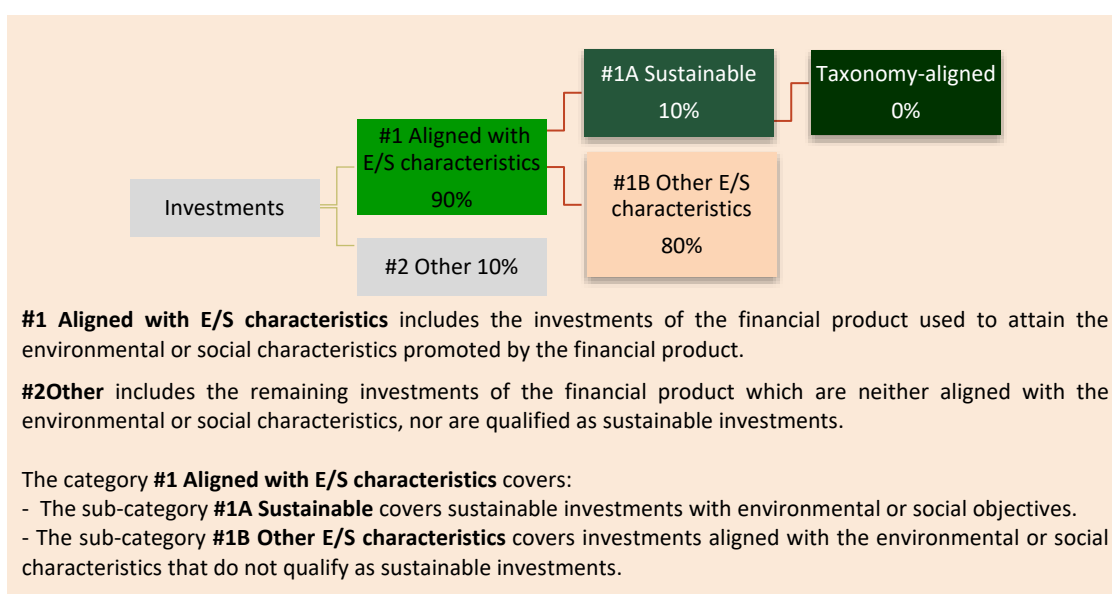 #1A Sustainable
10%
Taxonomy-aligned
0%
#1 Aligned with
E/S characteristics
90%
Investments
#1B Other E/S
characteristics
80%
#2 Other 10%
#1 Aligned with E/S characteristics includes the investments of the financial product used to attain the
environmental or social characteristics promoted by the financial product.
#2Other includes the remaining investments of the financial product which are neither aligned with the
environmental or social characteristics, nor are qualified as sustainable investments.
The category #1 Aligned with E/S characteristics covers:
- The sub-category #1A Sustainable covers sustainable investments with environmental or social objectives.
- The sub-category #1B Other E/S characteristics covers investments aligned with the environmental or social
characteristics that do not qualify as sustainable investments.